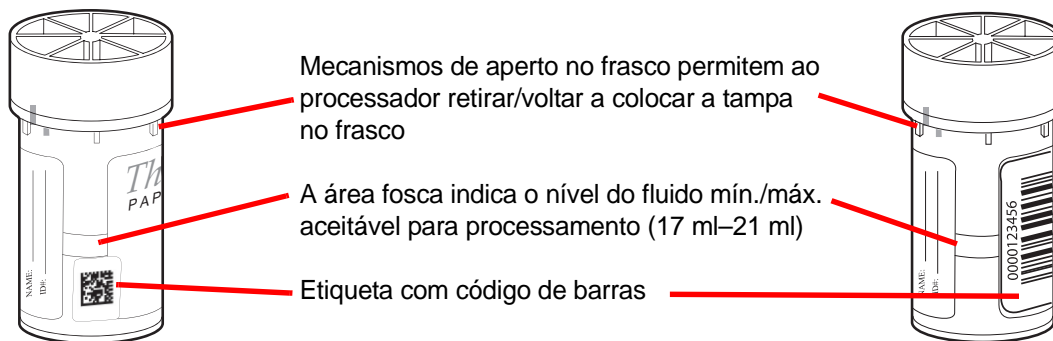 Mecanismos de aperto no frasco permitem ao
processador retirar/voltar a colocar a tampa
no frasco
Th
PAP
A área fosca indica o nível do fluido mín./máx.
aceitável para processamento (17 ml–21 ml)
NAME:
ID#:
Etiqueta com código de barras
NAME:
ID#:
0000123456